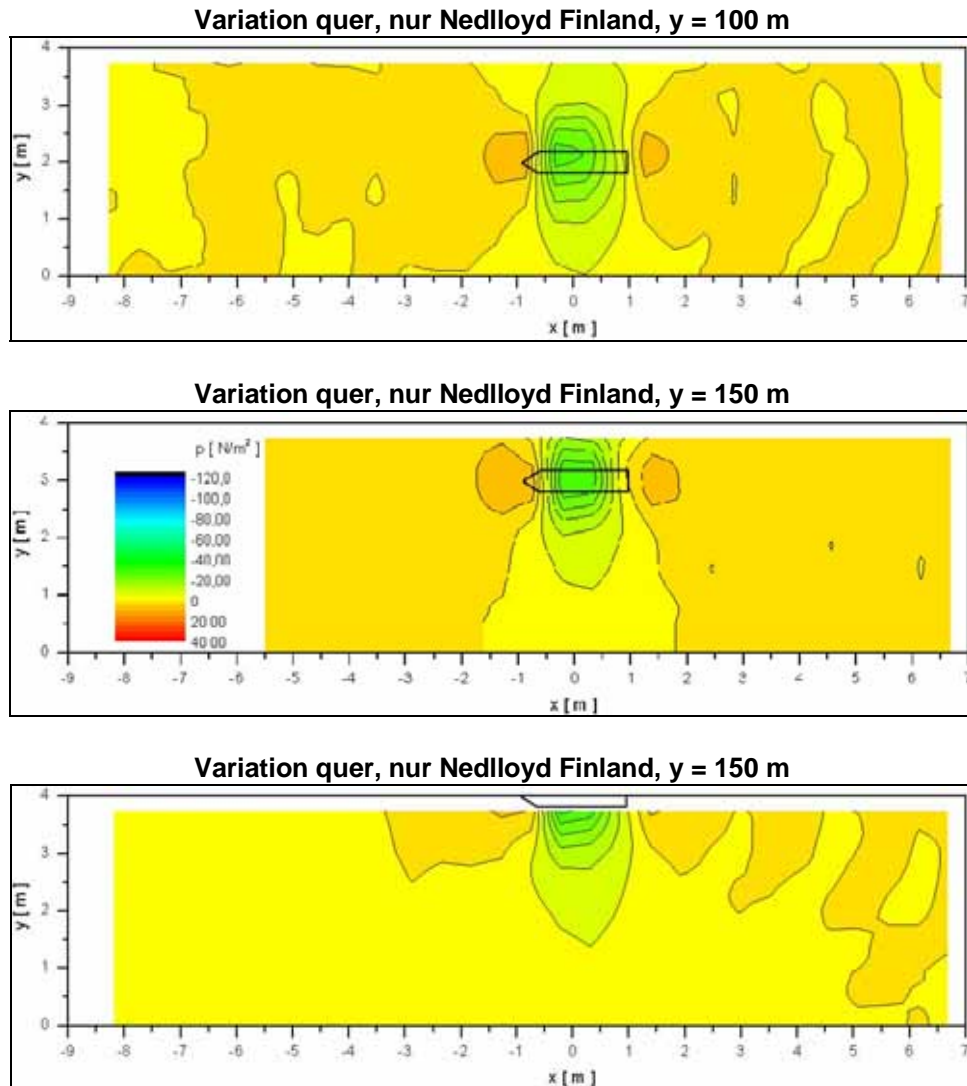 Variation quer, nur Nedlloyd Finland, y = 100 m
4
3
2
1
0
y [ m ]
-9 -8 -7 -6 -5 -4 -3 -2 -1 0 1 2 3 4 5 6 7
x [ m ]
Variation quer, nur Nedlloyd Finland, y = 150 m
4
3
2
1
0
y [ m ]
p [ N/m² ]
-120,0
-100,0
-80,00
-60,00
-40,00
-20,00
0
20 00
40 00
-9 -8 -7 -6 -5 -4 -3 -2 -1 0 1 2 3 4 5 6 7
x [ m ]
Variation quer, nur Nedlloyd Finland, y = 150 m
4
3
2
1
0
y [ m ]
-9 -8 -7 -6 -5 -4 -3 -2 -1 0 1 2 3 4 5 6 7
x [ m ]